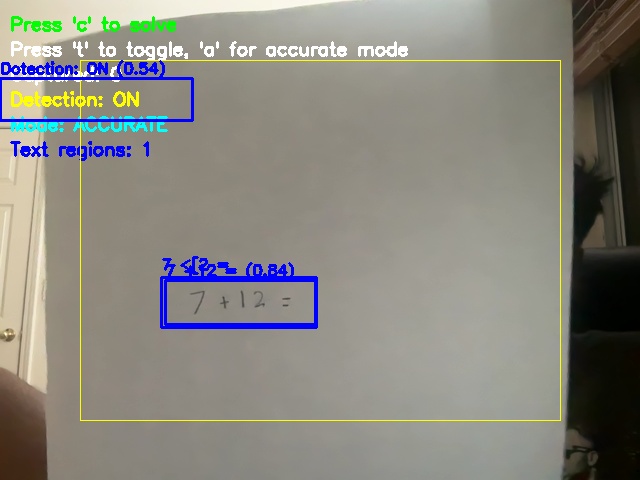 Press 'c' to solve
Press 't' to toggle, 'a' for accurate mode
Dotection: ON (0.54)
Detection: ON
Mode: ACCURATE
Text regions: 1
(0.84)
7 + 12 =